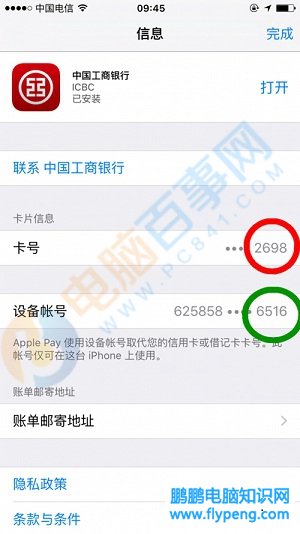 中国电信 09:45
信息 完成
中国工商银行
ICBC
已安装
打开
联系 中国工商银行
卡片信息
卡号 •••• 2698
设备帐号 625858 •••• 6516
Apple Pay 使用设备帐号取代您的信用卡或借记卡卡号。此
帐号仅可在这台 iPhone 上使用。
账单邮寄地址
账单邮寄地址
隐私政策
条款与条件
电脑百事网
WWW.PC841.COM
鹏鹏电脑知识网
www.flypeng.com